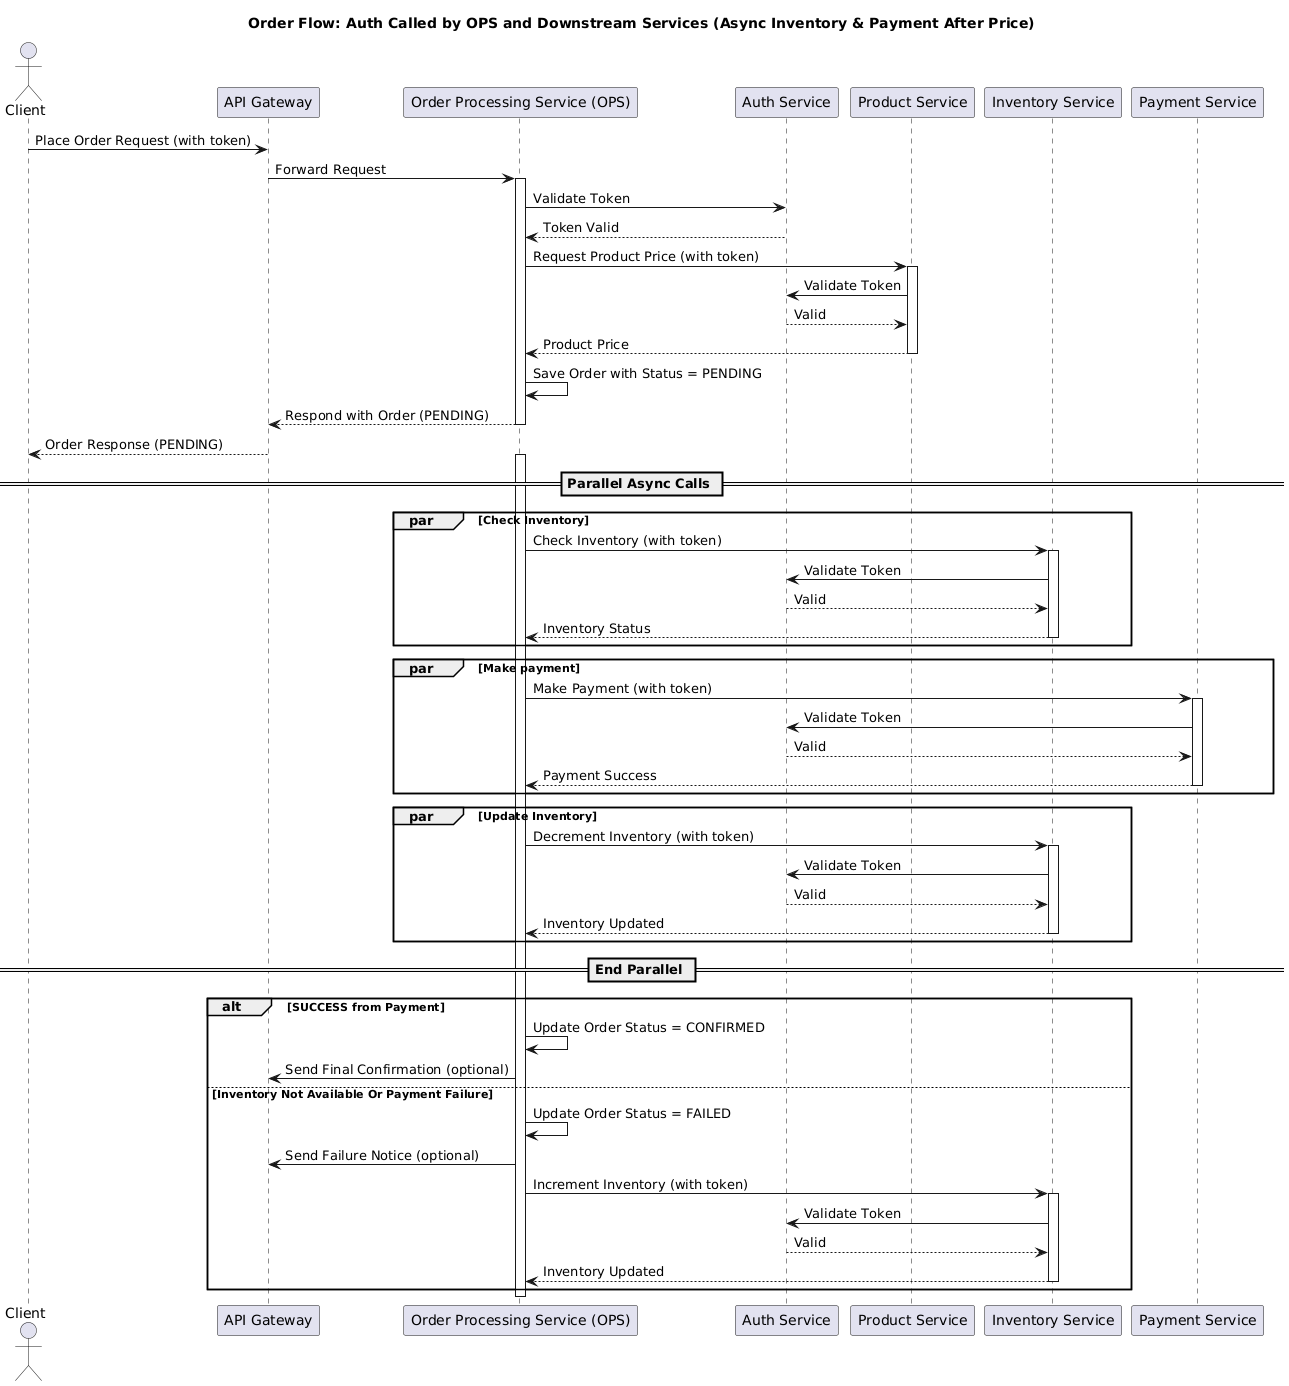 Order Flow: Auth Called by OPS and Downstream Services (Async Inventory & Payment After Price)
Client
API Gateway
Order Processing Service (OPS)
Auth Service
Product Service
Inventory Service
Payment Service
Place Order Request (with token)
Forward Request
Validate Token
Token Valid
Request Product Price (with token)
Validate Token
Valid
Product Price
Save Order with Status = PENDING
Respond with Order (PENDING)
Order Response (PENDING)
Parallel Async Calls
par [Check Inventory]
Check Inventory (with token)
Validate Token
Valid
Inventory Status
par [Make payment]
Make Payment (with token)
Validate Token
Valid
Payment Success
par [Update Inventory]
Decrement Inventory (with token)
Validate Token
Valid
Inventory Updated
End Parallel
alt [SUCCESS from Payment]
Update Order Status = CONFIRMED
Send Final Confirmation (optional)
[Inventory Not Available Or Payment Failure]
Update Order Status = FAILED
Send Failure Notice (optional)
Increment Inventory (with token)
Validate Token
Valid
Inventory Updated
Client
API Gateway
Order Processing Service (OPS)
Auth Service
Product Service
Inventory Service
Payment Service